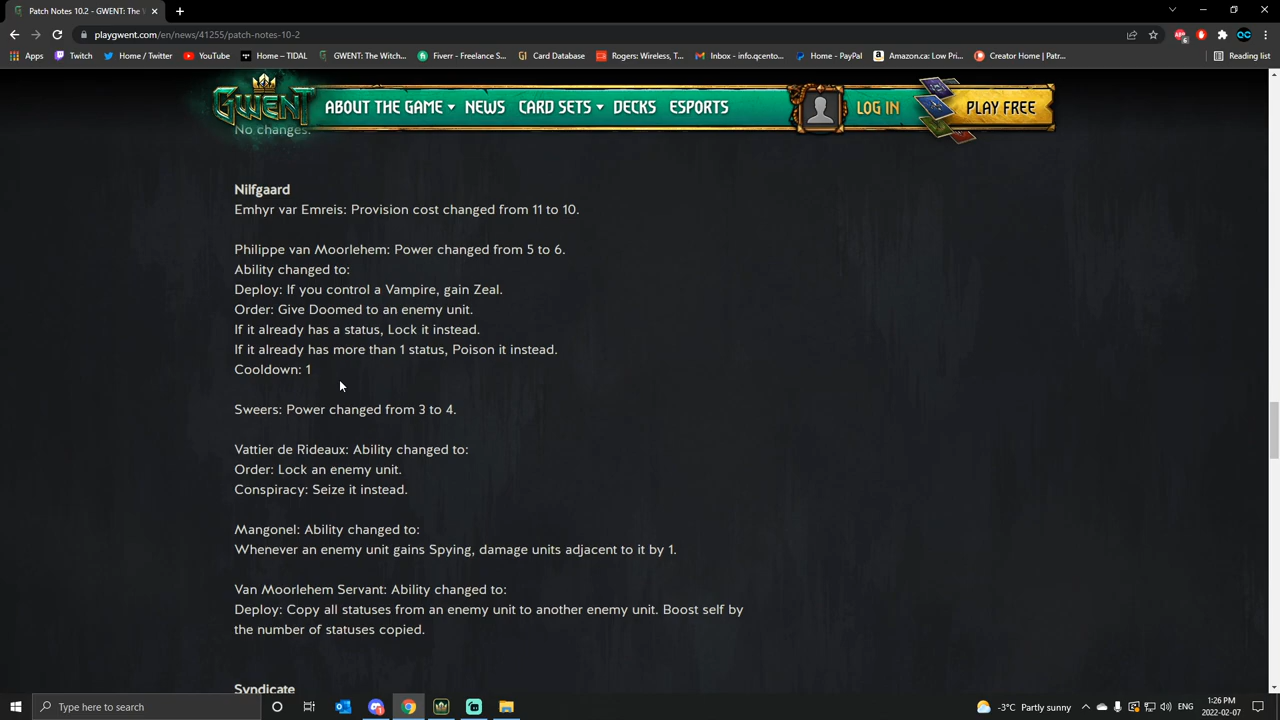 Patch Notes 10.2 - GWENT: The W
playgwent.com/en/news/41255/patch-notes-10-2
Apps Twitch Home / Twitter YouTube Home – TIDAL GWENT: The Witch... Fiverr - Freelance S... Card Database Rogers: Wireless, T... Inbox - info.qcento... Home - PayPal Amazon.ca: Low Pri... Creator Home | Patr... Reading list
GWENT ABOUT THE GAME NEWS CARD SETS DECKS ESPORTS LOG IN PLAY FREE
No changes.
Nilfgaard
Emhyr var Emreis: Provision cost changed from 11 to 10.
Philippe van Moorlehem: Power changed from 5 to 6.
Ability changed to:
Deploy: If you control a Vampire, gain Zeal.
Order: Give Doomed to an enemy unit.
If it already has a status, Lock it instead.
If it already has more than 1 status, Poison it instead.
Cooldown: 1
Sweers: Power changed from 3 to 4.
Vattier de Rideaux: Ability changed to:
Order: Lock an enemy unit.
Conspiracy: Seize it instead.
Mangonel: Ability changed to:
Whenever an enemy unit gains Spying, damage units adjacent to it by 1.
Van Moorlehem Servant: Ability changed to:
Deploy: Copy all statuses from an enemy unit to another enemy unit. Boost self by
the number of statuses copied.
Syndicate
Type here to search
-3°C Partly sunny
ENG
1:26 PM
2022-02-07